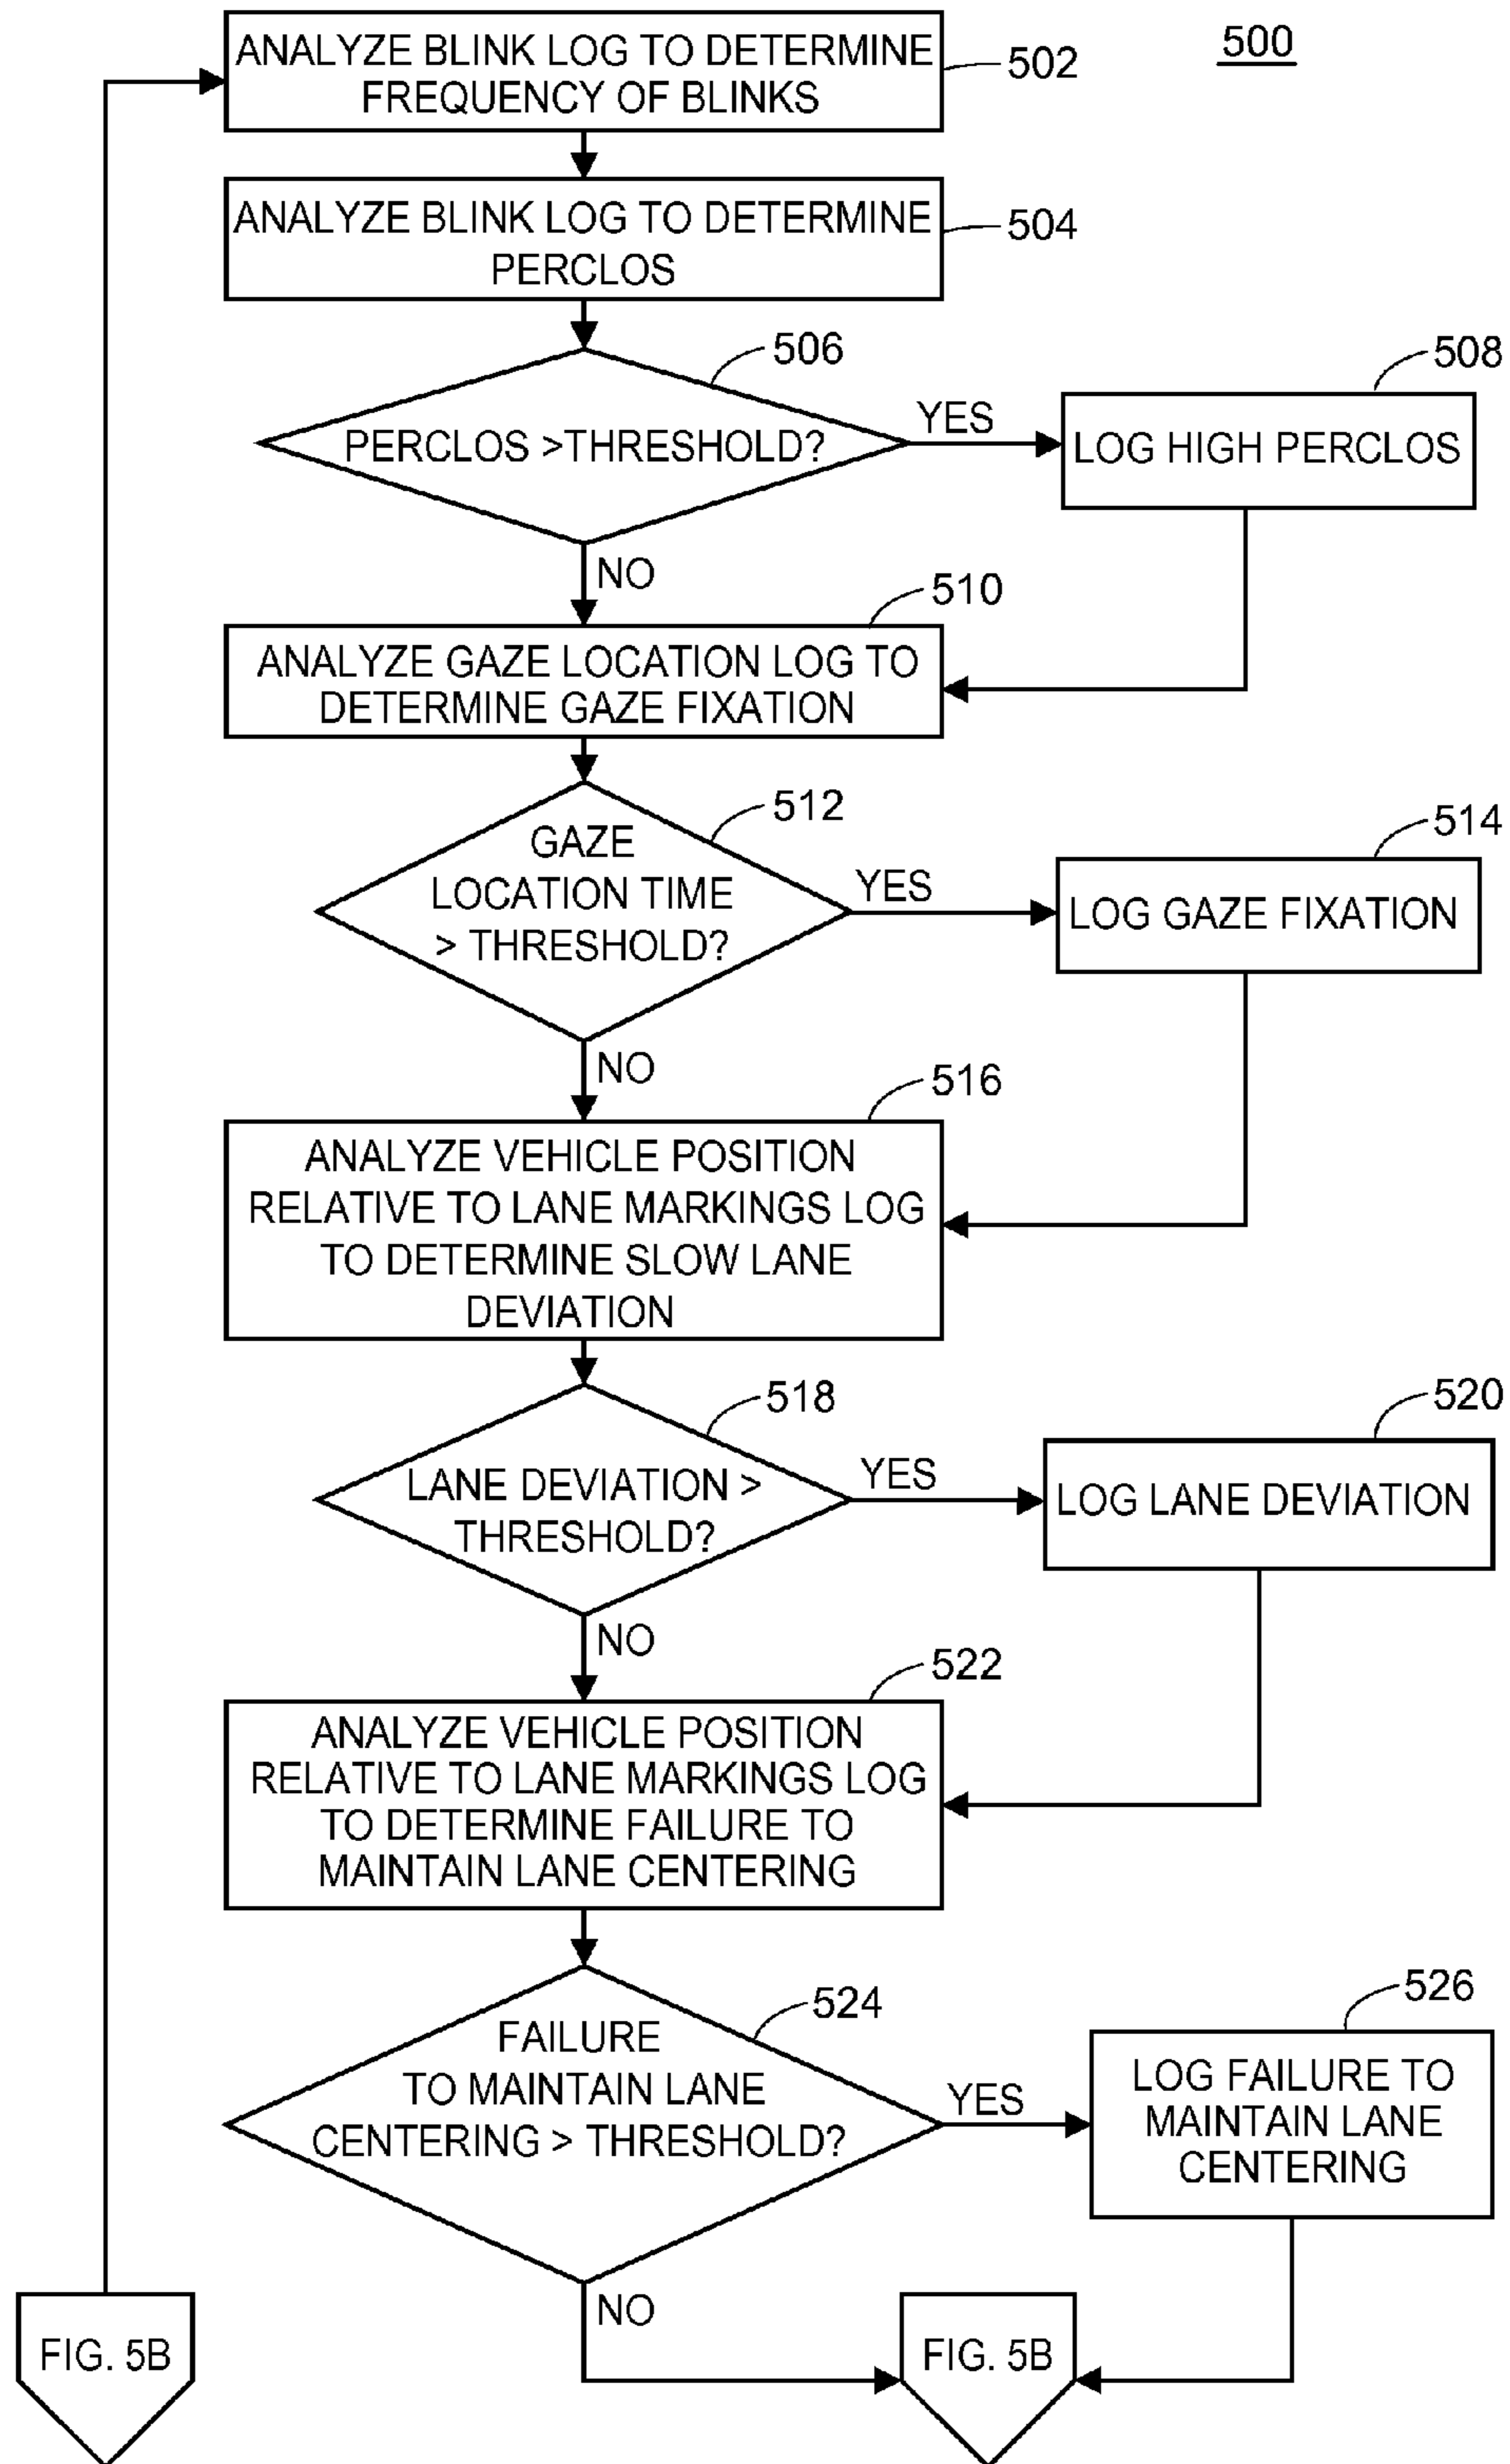 500
ANALYZE BLINK LOG TO DETERMINE
FREQUENCY OF BLINKS
502
ANALYZE BLINK LOG TO DETERMINE
PERCLOS
504
506
PERCLOS >THRESHOLD?
YES
508
LOG HIGH PERCLOS
NO
510
ANALYZE GAZE LOCATION LOG TO
DETERMINE GAZE FIXATION
512
GAZE
LOCATION TIME
> THRESHOLD?
YES
514
LOG GAZE FIXATION
NO
516
ANALYZE VEHICLE POSITION
RELATIVE TO LANE MARKINGS LOG
TO DETERMINE SLOW LANE
DEVIATION
518
LANE DEVIATION >
THRESHOLD?
YES
520
LOG LANE DEVIATION
NO
522
ANALYZE VEHICLE POSITION
RELATIVE TO LANE MARKINGS LOG
TO DETERMINE FAILURE TO
MAINTAIN LANE CENTERING
524
FAILURE
TO MAINTAIN LANE
CENTERING > THRESHOLD?
YES
526
LOG FAILURE TO
MAINTAIN LANE
CENTERING
NO
FIG. 5B
FIG. 5B